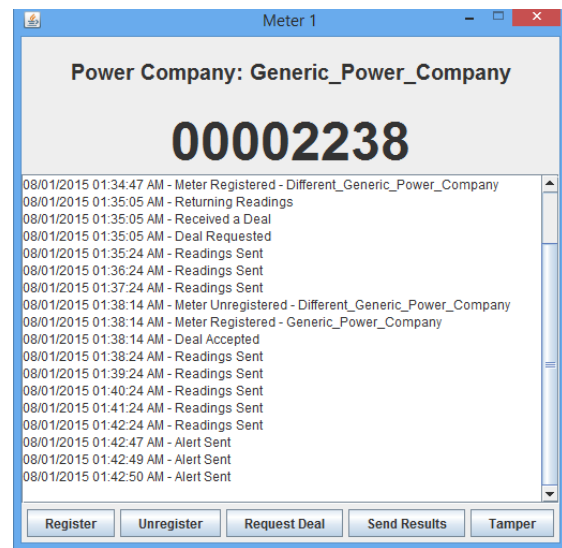 Meter 1
Power Company: Generic_Power_Company
00002238
08/01/2015 01:34:47 AM - Meter Registered - Different_Generic_Power_Company
08/01/2015 01:35:05 AM - Returning Readings
08/01/2015 01:35:05 AM - Received a Deal
08/01/2015 01:35:05 AM - Deal Requested
08/01/2015 01:35:24 AM - Readings Sent
08/01/2015 01:36:24 AM - Readings Sent
08/01/2015 01:37:24 AM - Readings Sent
08/01/2015 01:38:14 AM - Meter Unregistered - Different_Generic_Power_Company
08/01/2015 01:38:14 AM - Meter Registered - Generic_Power_Company
08/01/2015 01:38:14 AM - Deal Accepted
08/01/2015 01:38:24 AM - Readings Sent
08/01/2015 01:39:24 AM - Readings Sent
08/01/2015 01:40:24 AM - Readings Sent
08/01/2015 01:41:24 AM - Readings Sent
08/01/2015 01:42:24 AM - Readings Sent
08/01/2015 01:42:47 AM - Alert Sent
08/01/2015 01:42:49 AM - Alert Sent
08/01/2015 01:42:50 AM - Alert Sent
Register Unregister Request Deal Send Results Tamper